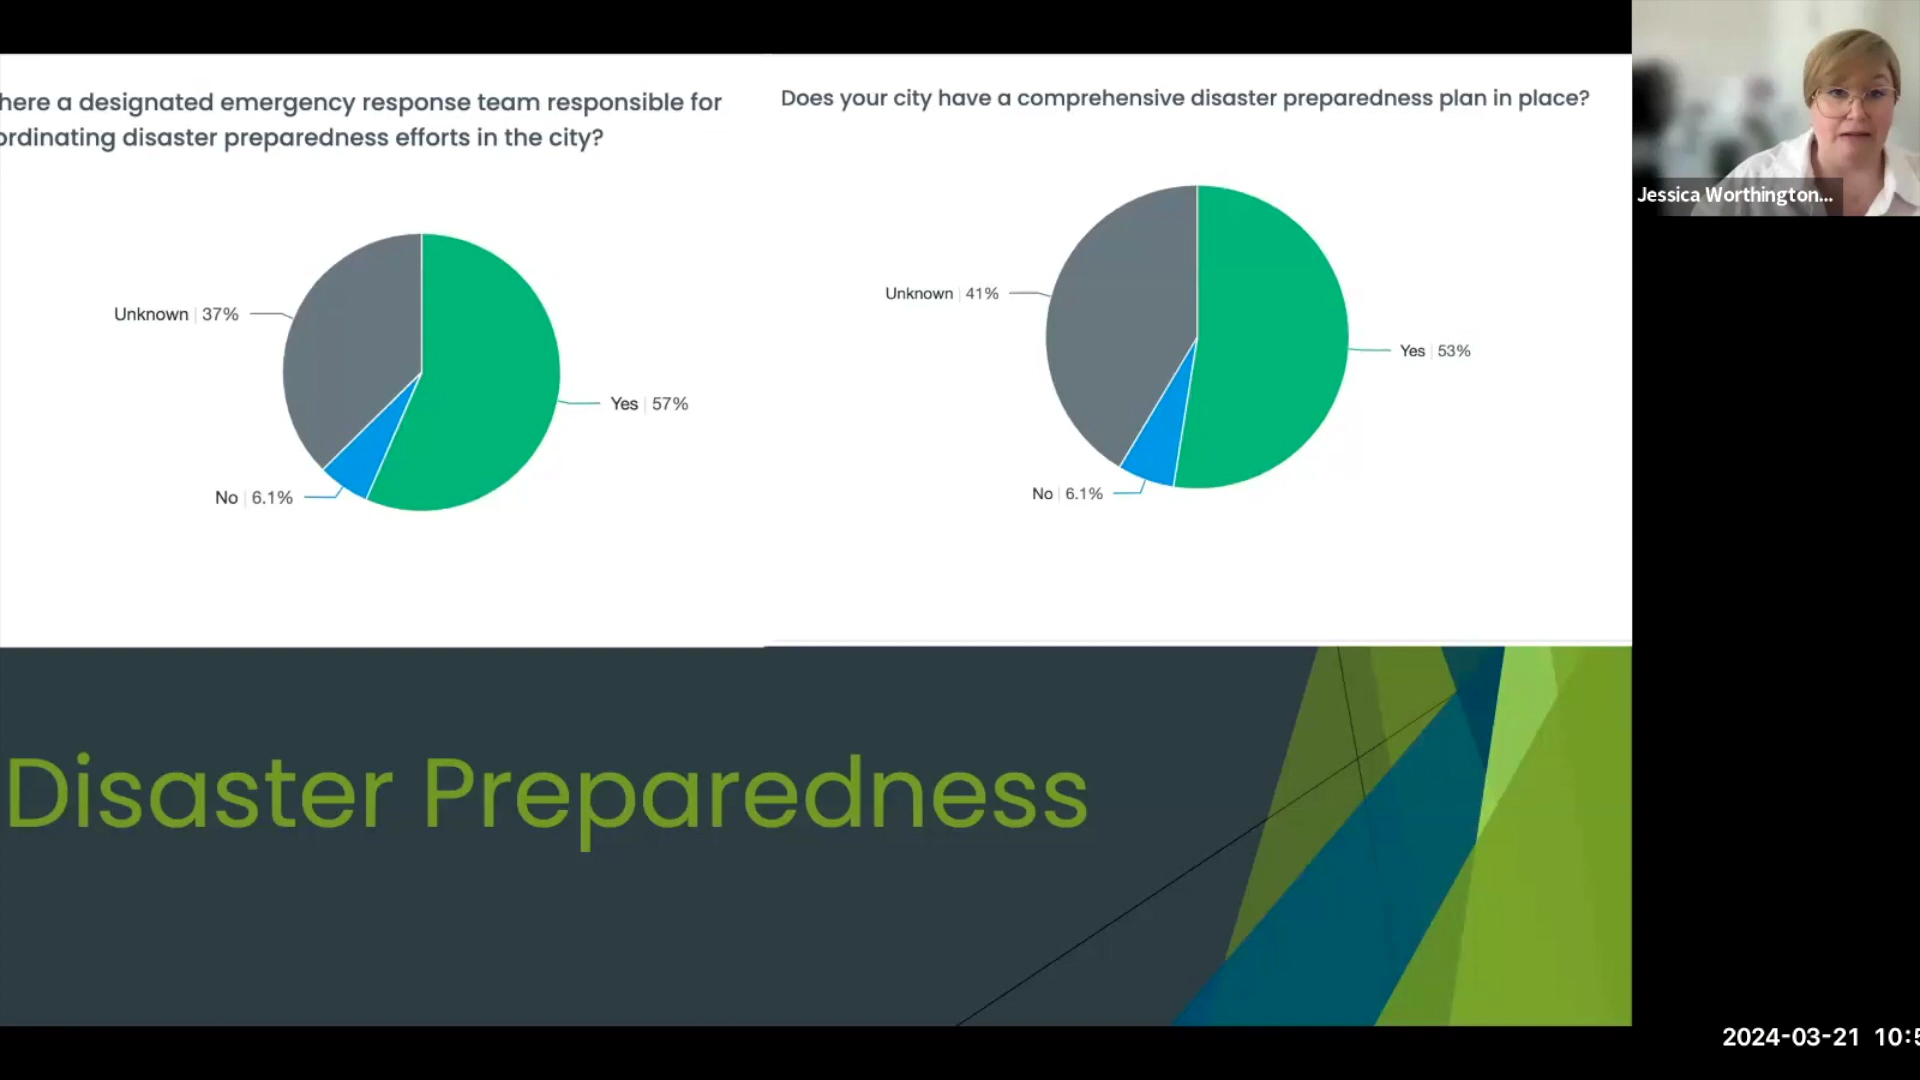 here a designated emergency response team responsible for
ordinating disaster preparedness efforts in the city?
Unknown | 37%
Yes | 57%
No | 6.1%
Does your city have a comprehensive disaster preparedness plan in place?
Unknown | 41%
Yes | 53%
No | 6.1%
Disaster Preparedness
Jessica Worthington...
2024-03-21 10:5